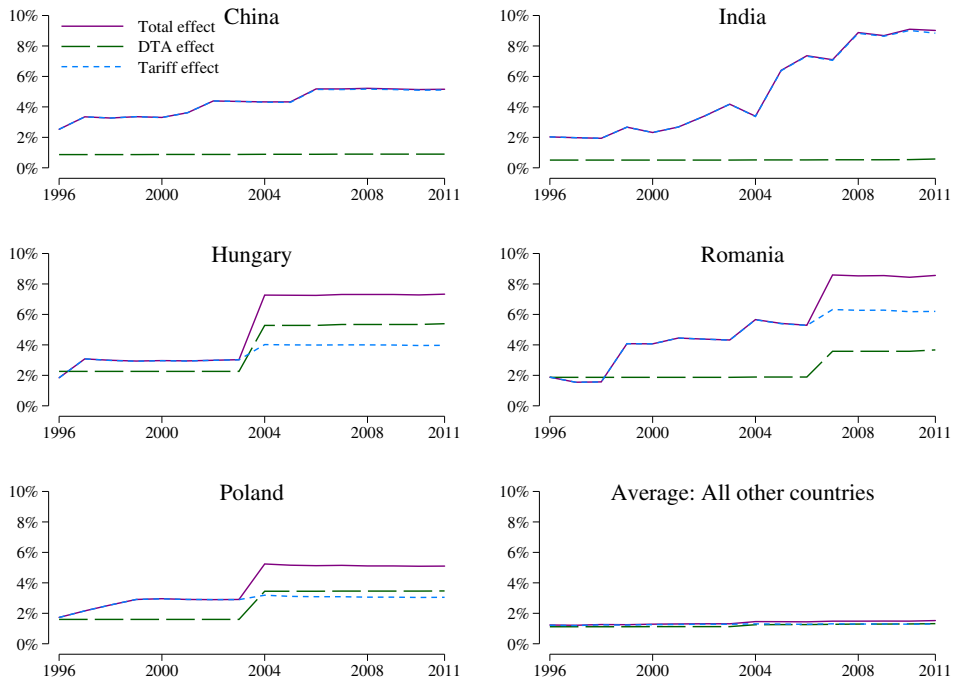 China
10%
Total effect
DTA effect
Tariff effect
8%
6%
4%
2%
0%
1996 2000 2004 2008 2011
India
10%
8%
6%
4%
2%
0%
1996 2000 2004 2008 2011
Hungary
10%
8%
6%
4%
2%
0%
1996 2000 2004 2008 2011
Romania
10%
8%
6%
4%
2%
0%
1996 2000 2004 2008 2011
Poland
10%
8%
6%
4%
2%
0%
1996 2000 2004 2008 2011
Average: All other countries
10%
8%
6%
4%
2%
0%
1996 2000 2004 2008 2011